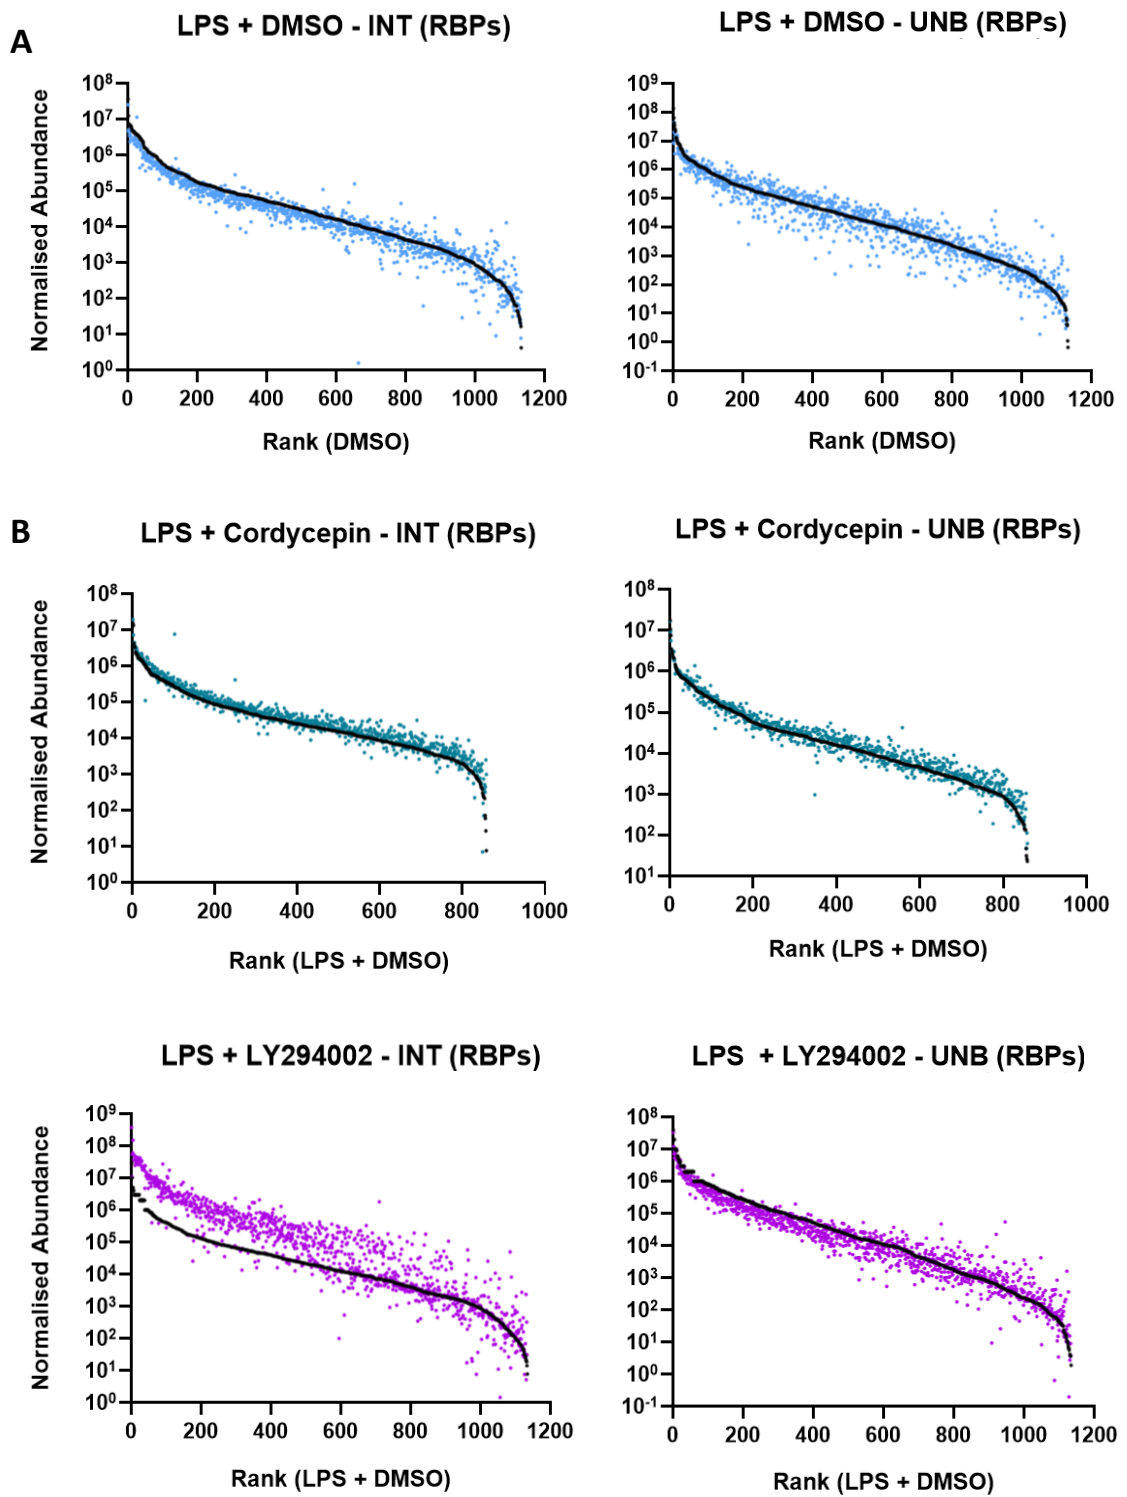 A
LPS + DMSO - INT (RBPs)
LPS + DMSO - UNB (RBPs)
Normalised Abundance
10⁸
10⁷
10⁶
10⁵
10⁴
10³
10²
10¹
10⁰
0 200 400 600 800 1000 1200
Rank (DMSO)
10⁹
10⁸
10⁷
10⁶
10⁵
10⁴
10³
10²
10¹
10⁰
10⁻¹
0 200 400 600 800 1000 1200
Rank (DMSO)
B
LPS + Cordycepin - INT (RBPs)
LPS + Cordycepin - UNB (RBPs)
Normalised Abundance
10⁸
10⁷
10⁶
10⁵
10⁴
10³
10²
10¹
10⁰
0 200 400 600 800 1000
Rank (LPS + DMSO)
10⁸
10⁷
10⁶
10⁵
10⁴
10³
10²
10¹
0 200 400 600 800 1000
Rank (LPS + DMSO)
LPS + LY294002 - INT (RBPs)
LPS + LY294002 - UNB (RBPs)
Normalised Abundance
10⁹
10⁸
10⁷
10⁶
10⁵
10⁴
10³
10²
10¹
10⁰
0 200 400 600 800 1000 1200
Rank (LPS + DMSO)
10⁸
10⁷
10⁶
10⁵
10⁴
10³
10²
10¹
10⁰
10⁻¹
0 200 400 600 800 1000 1200
Rank (LPS + DMSO)